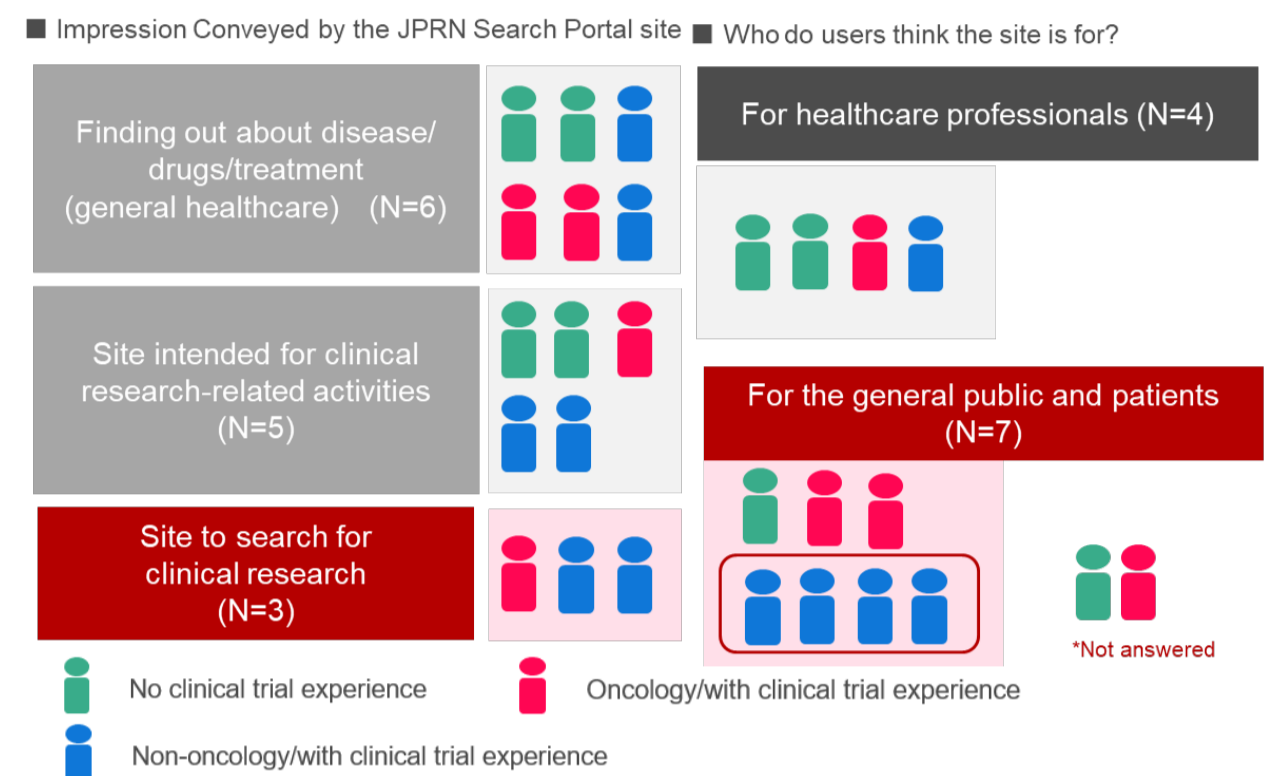 ■ Impression Conveyed by the JPRN Search Portal site
Finding out about disease/
drugs/treatment
(general healthcare) (N=6)
Site intended for clinical
research-related activities
(N=5)
Site to search for
clinical research
(N=3)
■ Who do users think the site is for?
For healthcare professionals (N=4)
For the general public and patients
(N=7)
*Not answered
No clinical trial experience
Oncology/with clinical trial experience
Non-oncology/with clinical trial experience